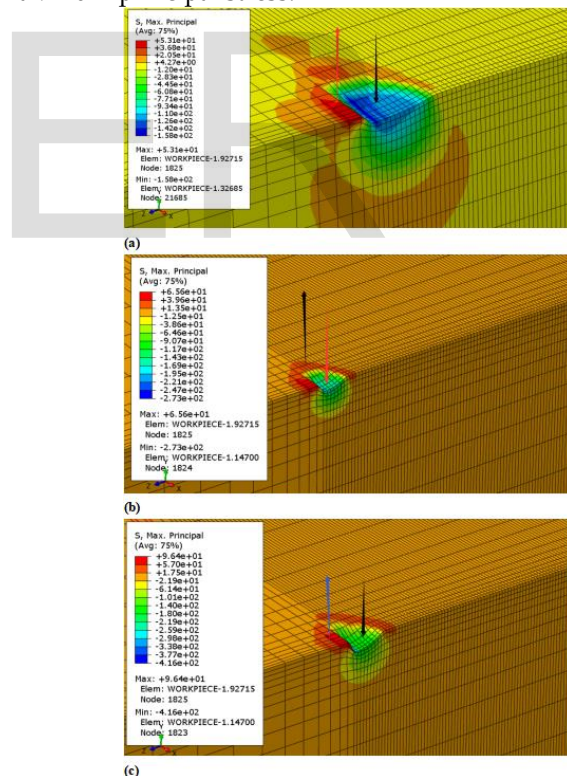 principal stress.
S, Max. Principal
(Avg: 75%)
+5.31e+01
+3.68e+01
+2.05e+01
+4.27e+00
-1.20e+01
-2.83e+01
-4.45e+01
-6.08e+01
-7.71e+01
-9.34e+01
-1.10e+02
-1.26e+02
-1.42e+02
-1.58e+02
Max: +5.31e+01
Elem: WORKPIECE-1.92715
Node: 1825
Min: -1.58e+02
Elem: WORKPIECE-1.32685
Node: 21685
Y
Z X
(a)
S, Max. Principal
(Avg: 75%)
+6.56e+01
+3.96e+01
+1.35e+01
-1.25e+01
-3.86e+01
-6.46e+01
-9.07e+01
-1.17e+02
-1.43e+02
-1.69e+02
-1.95e+02
-2.21e+02
-2.47e+02
-2.73e+02
Max: +6.56e+01
Elem: WORKPIECE-1.92715
Node: 1825
Min: -2.73e+02
Elem: WORKPIECE-1.14700
Node: 1824
Y
Z X
(b)
S, Max. Principal
(Avg: 75%)
+9.64e+01
+5.70e+01
+1.75e+01
-2.19e+01
-6.14e+01
-1.01e+02
-1.40e+02
-1.80e+02
-2.19e+02
-2.59e+02
-2.98e+02
-3.38e+02
-3.77e+02
-4.16e+02
Max: +9.64e+01
Elem: WORKPIECE-1.92715
Node: 1825
Min: -4.16e+02
Elem: WORKPIECE-1.14700
Node: 1823
Y
Z X
(c)